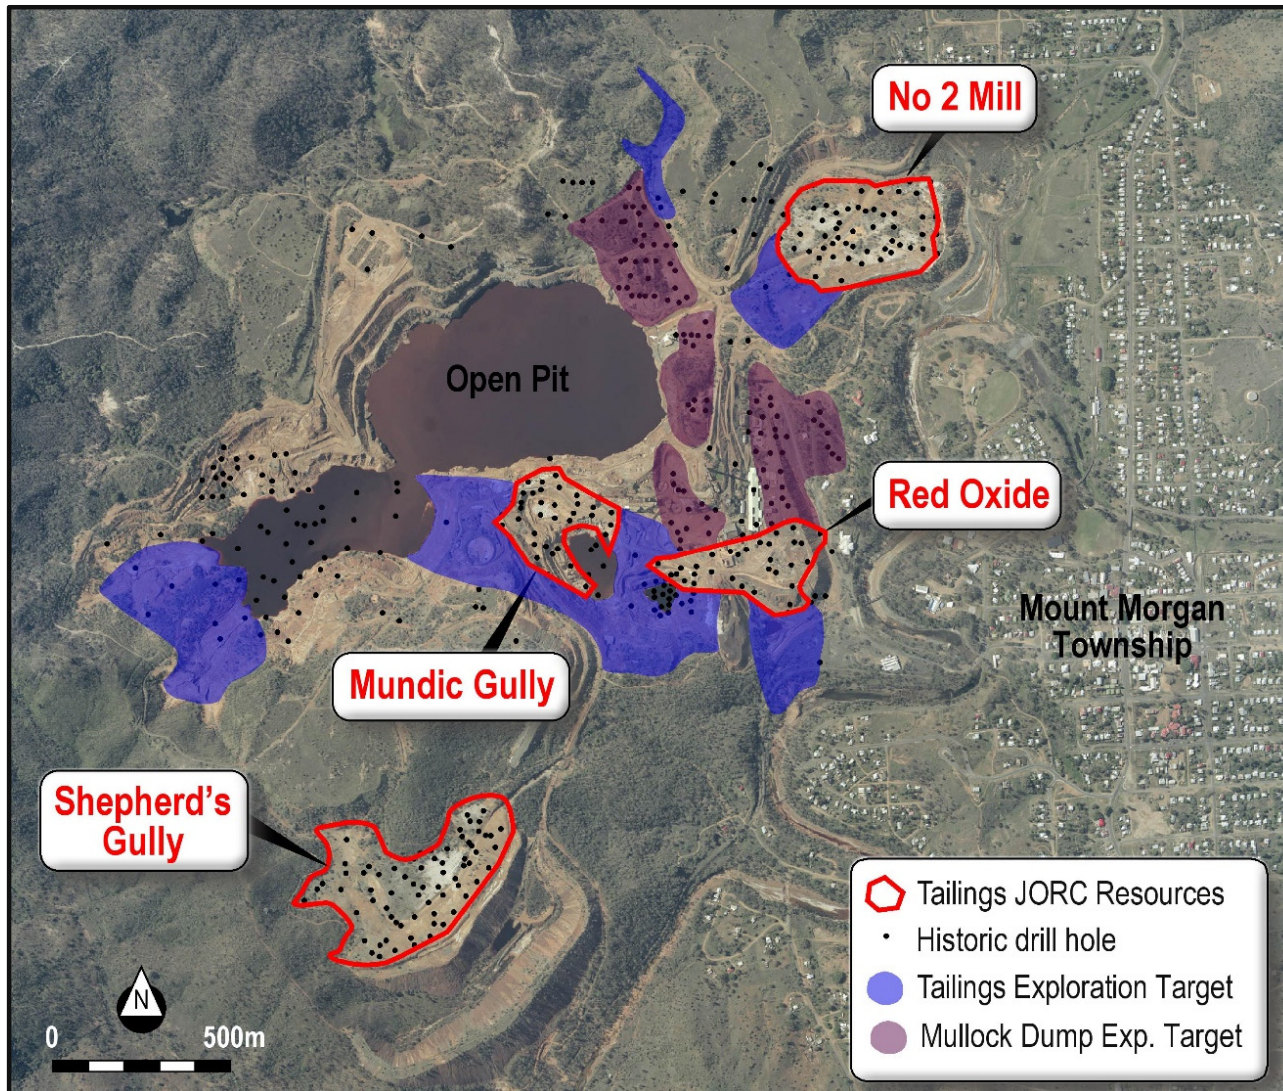 No 2 Mill
Open Pit
Red Oxide
Mount Morgan
Township
Mundic Gully
Shepherd's
Gully
Tailings JORC Resources
Historic drill hole
Tailings Exploration Target
Mullock Dump Exp. Target
N
0 500m